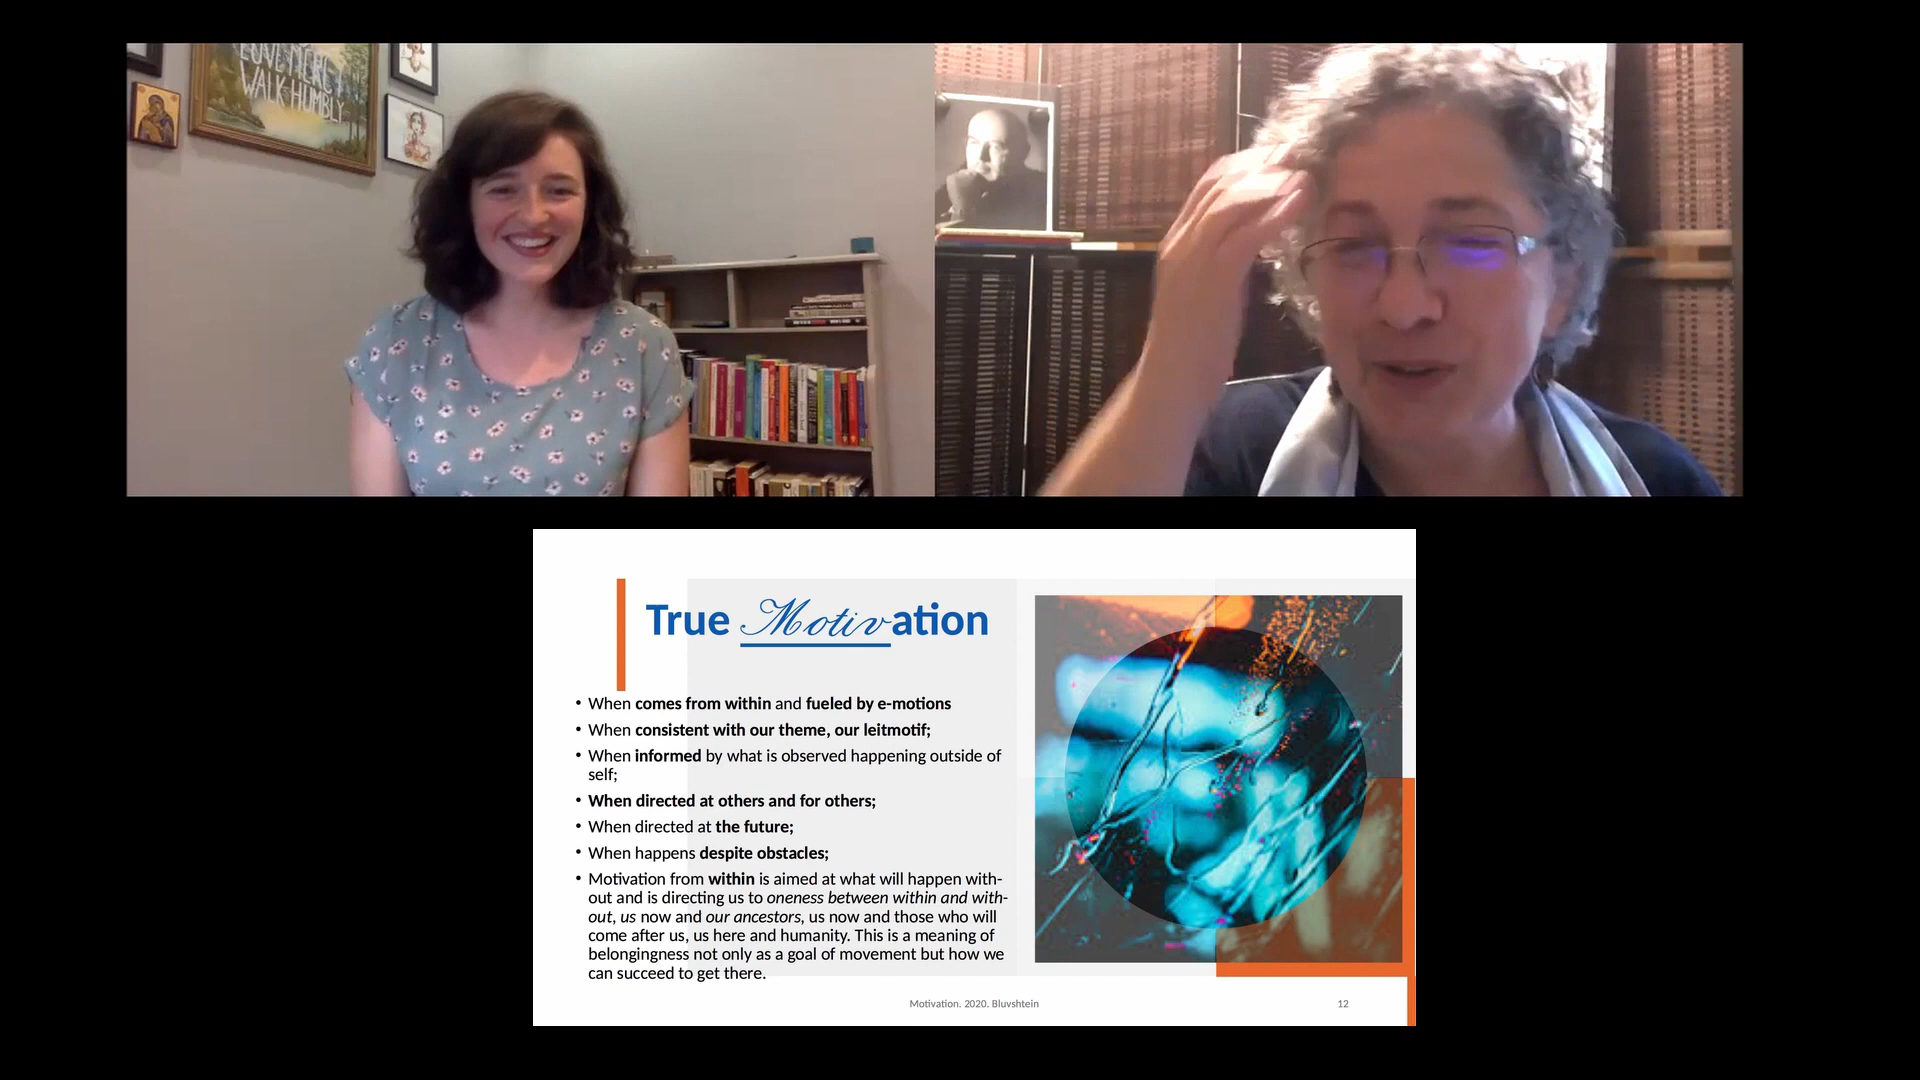 LOVE MERCY
WALK HUMBLY
True Motivation
• When comes from within and fueled by e-motions
• When consistent with our theme, our leitmotif;
• When informed by what is observed happening outside of
self;
• When directed at others and for others;
• When directed at the future;
• When happens despite obstacles;
• Motivation from within is aimed at what will happen with-
out and is directing us to oneness between within and with-
out, us now and our ancestors, us now and those who will
come after us, us here and humanity. This is a meaning of
belongingness not only as a goal of movement but how we
can succeed to get there.
Motivation. 2020. Bluvshtein
12